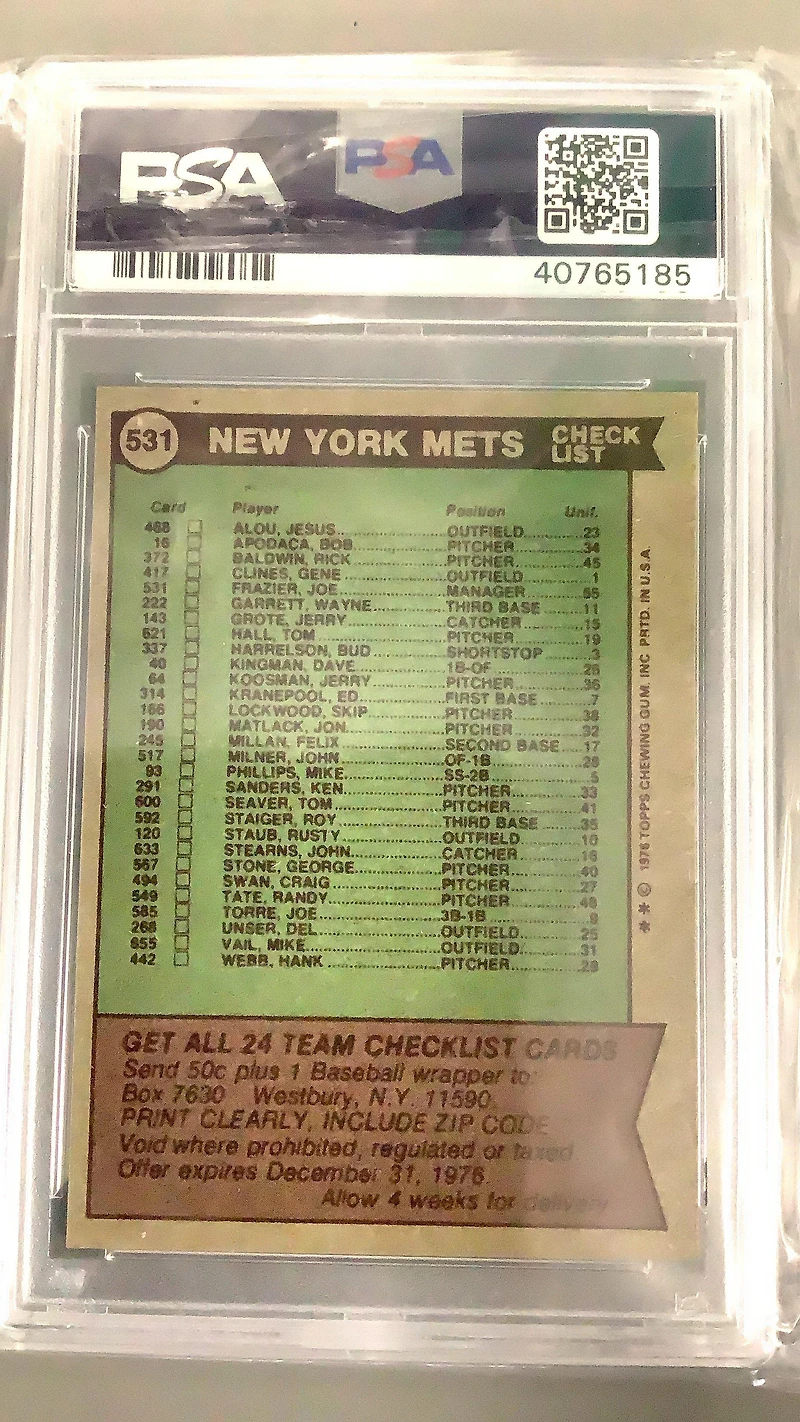 PSA PSA
40765185
531 NEW YORK METS CHECK LIST
Card Player Position Unif.
488 ALOU, JESUS OUTFIELD 23
16 APODACA, BOB PITCHER 34
372 BALDWIN, RICK PITCHER 45
417 CLINES, GENE OUTFIELD 1
531 FRAZIER, JOE MANAGER 55
222 GARRETT, WAYNE THIRD BASE 11
143 GROTE, JERRY CATCHER 15
621 HALL, TOM PITCHER 19
337 HARRELSON, BUD SHORTSTOP 3
40 KINGMAN, DAVE 1B-OF 26
64 KOOSMAN, JERRY PITCHER 36
314 KRANEPOOL, ED FIRST BASE 7
166 LOCKWOOD, SKIP PITCHER 38
190 MATLACK, JON PITCHER 32
245 MILLAN, FELIX SECOND BASE 17
517 MILNER, JOHN OF-1B 28
93 PHILLIPS, MIKE SS-2B 5
291 SANDERS, KEN PITCHER 33
600 SEAVER, TOM PITCHER 41
592 STAIGER, ROY THIRD BASE 35
120 STAUB, RUSTY OUTFIELD 10
633 STEARNS, JOHN CATCHER 16
567 STONE, GEORGE PITCHER 40
494 SWAN, CRAIG PITCHER 27
549 TATE, RANDY PITCHER 48
585 TORRE, JOE 3B-1B 9
268 UNSER, DEL OUTFIELD 25
655 VAIL, MIKE OUTFIELD 31
442 WEBB, HANK PITCHER 29
GET ALL 24 TEAM CHECKLIST CARDS
Send 50c plus 1 Baseball wrapper to:
Box 7630 Westbury, N.Y. 11590.
PRINT CLEARLY, INCLUDE ZIP CODE
Void where prohibited, regulated or taxed
Offer expires December 31, 1976.
Allow 4 weeks for delivery
** © 1976 TOPPS CHEWING GUM. INC PRTD. IN U.S.A.